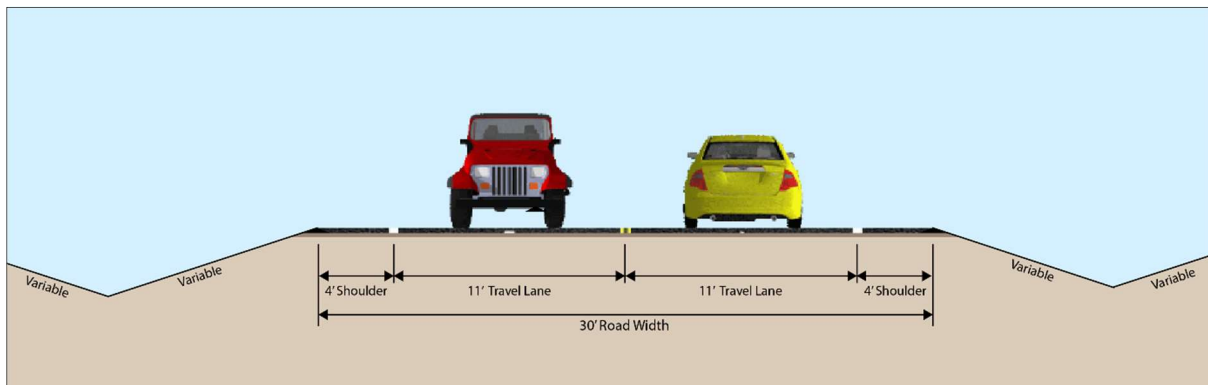 Variable
Variable
Variable
Variable
4' Shoulder
11' Travel Lane
11' Travel Lane
4' Shoulder
30' Road Width